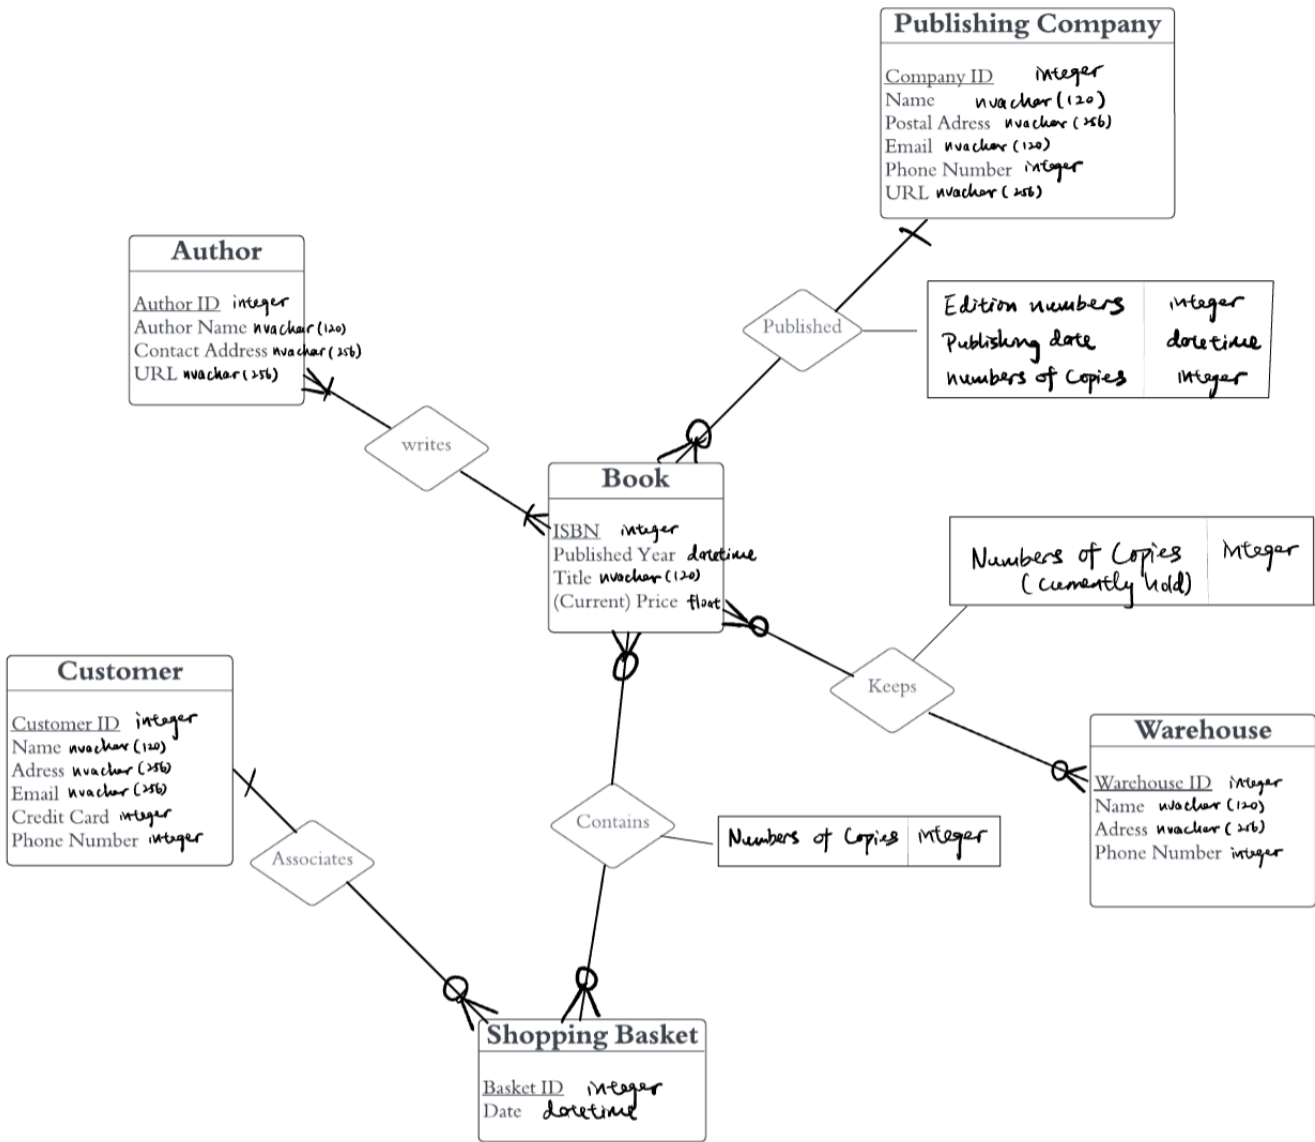 Publishing Company
Company ID integer
Name nvachar(120)
Postal Adress nvachar(256)
Email nvachar(120)
Phone Number integer
URL nvachar(256)
Author
Author ID integer
Author Name nvachar(120)
Contact Address nvachar(256)
URL nvachar(256)
Published
Edition numbers integer
Publishing date datetime
numbers of Copies integer
writes
Book
ISBN integer
Published Year datetime
Title nvachar(120)
(Current) Price float
Numbers of Copies integer
(currently hold)
Keeps
Customer
Customer ID integer
Name nvachar(120)
Adress nvachar(256)
Email nvachar(256)
Credit Card integer
Phone Number integer
Warehouse
Warehouse ID integer
Name nvachar(120)
Adress nvachar(256)
Phone Number integer
Contains
Numbers of Copies integer
Associates
Shopping Basket
Basket ID integer
Date datetime